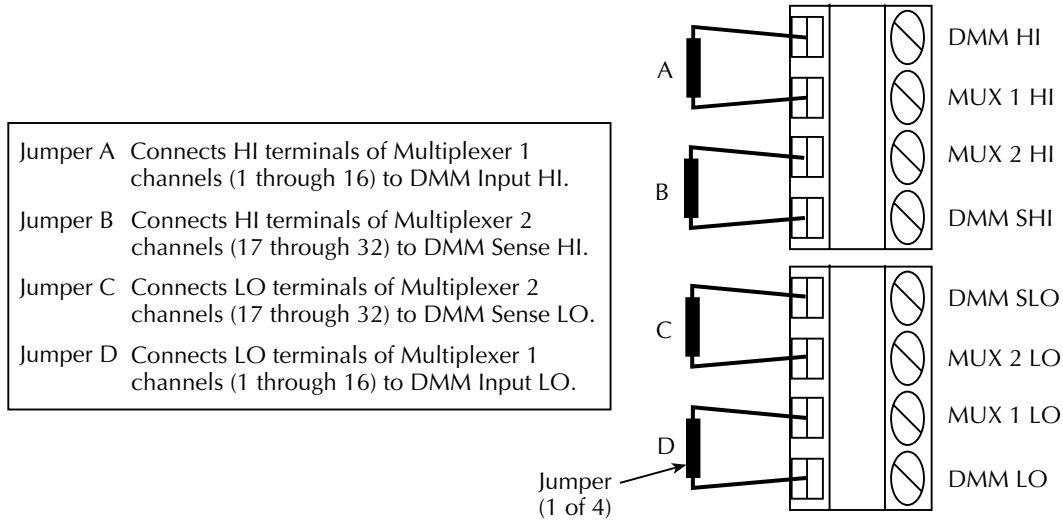 Jumper A Connects HI terminals of Multiplexer 1
channels (1 through 16) to DMM Input HI.
Jumper B Connects HI terminals of Multiplexer 2
channels (17 through 32) to DMM Sense HI.
Jumper C Connects LO terminals of Multiplexer 2
channels (17 through 32) to DMM Sense LO.
Jumper D Connects LO terminals of Multiplexer 1
channels (1 through 16) to DMM Input LO.
A
B
C
D
Jumper
(1 of 4)
DMM HI
MUX 1 HI
MUX 2 HI
DMM SHI
DMM SLO
MUX 2 LO
MUX 1 LO
DMM LO